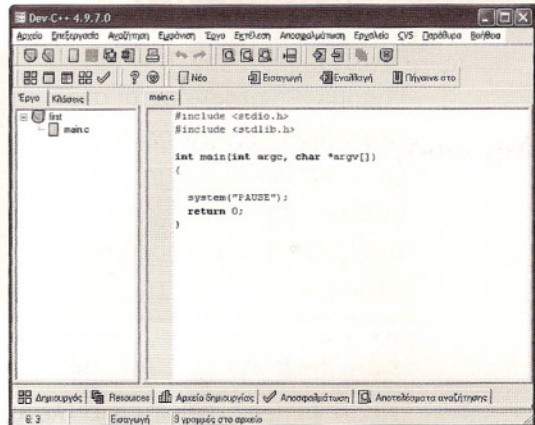 Dev-C++ 4.9.7.0
Αρχείο Επεξεργασία Αναζήτηση Εμφάνιση Έργο Εκτέλεση Αποσφαλμάτωση Εργαλεία CVS Παράθυρο Βοήθεια
Νέο Εισαγωγή Εναλλαγή Πήγαινε στο
Έργο Κλάσεις main.c
first
main.c
#include <stdio.h>
#include <stdlib.h>
int main(int argc, char *argv[])
{
system("PAUSE");
return 0;
}
Δημιουργός Resources Αρχείο δημιουργίας Αποσφαλμάτωση Αποτελέσματα αναζήτησης
6: 3 Εισαγωγή 9 γραμμές στο αρχείο